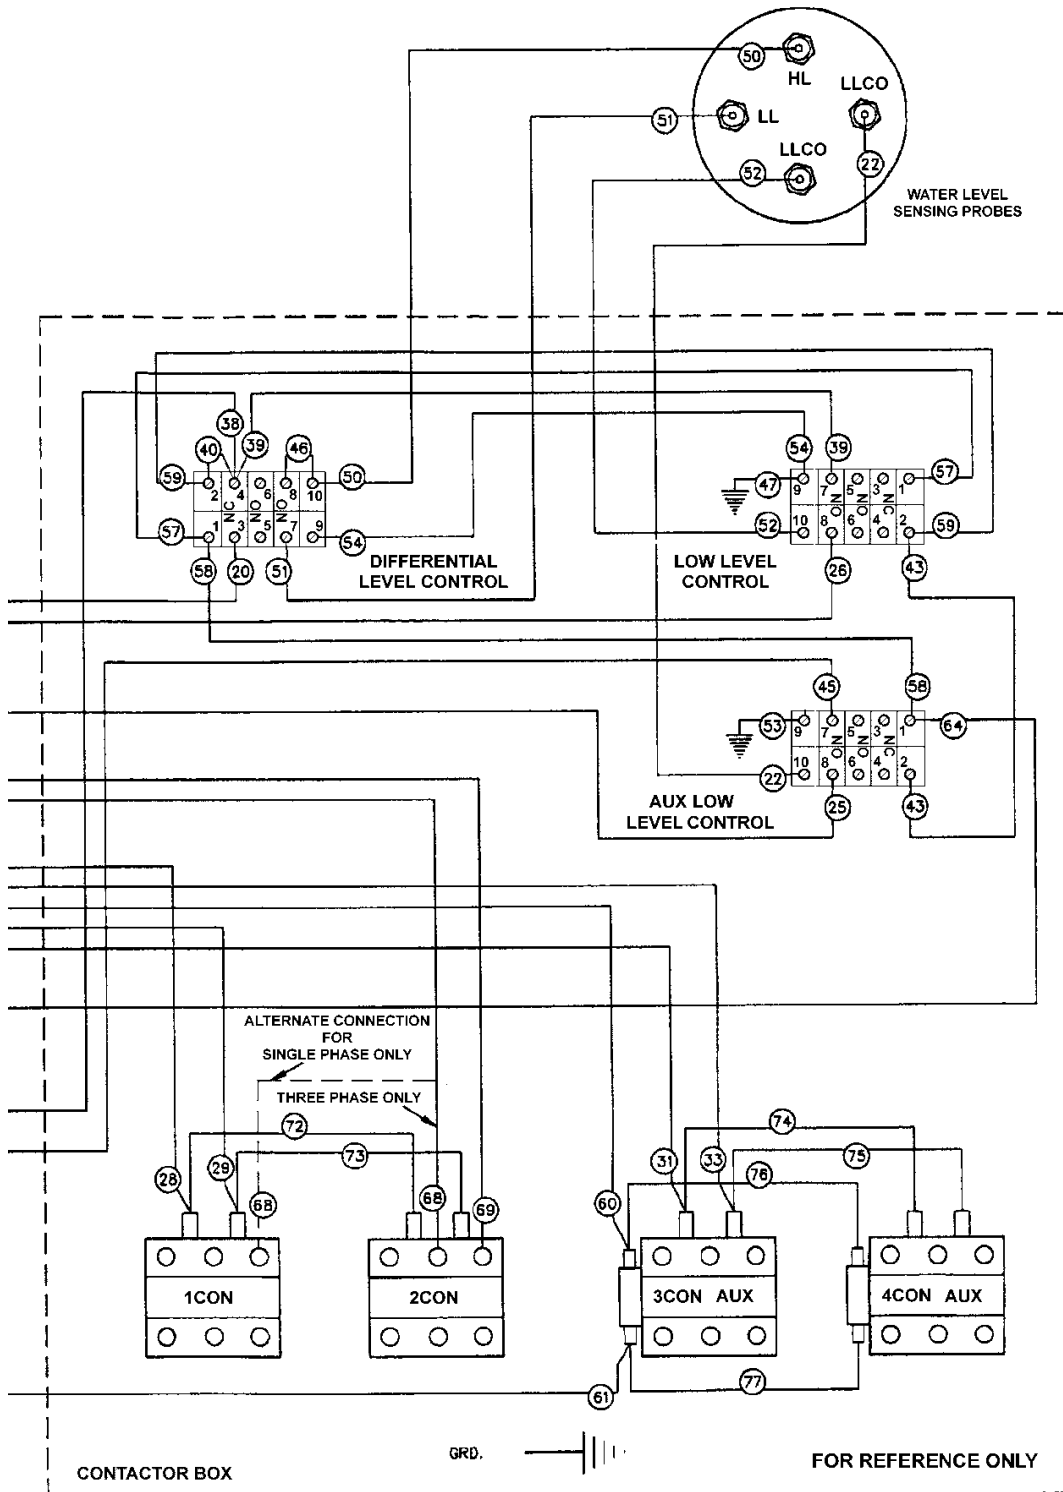 50
HL
LLCO
51
LL
LLCO
52
22
WATER LEVEL
SENSING PROBES
38
40
39
46
59
50
2 4 6 8 10
NC NO NO
1 3 5 7 9
57
54
58 20 51
DIFFERENTIAL
LEVEL CONTROL
54 39
47
57
9 7 5 3 1
NO NO NC
10 8 6 4 2
52
59
26 43
LOW LEVEL
CONTROL
45 58
53
64
9 7 5 3 1
NO NO NC
10 8 6 4 2
22
25 43
AUX LOW
LEVEL CONTROL
ALTERNATE CONNECTION
FOR
SINGLE PHASE ONLY
THREE PHASE ONLY
72
73
74
75
76
28 29 68
68 69
60 31 33
1CON
2CON
3CON AUX
4CON AUX
61
77
GRD.
CONTACTOR BOX
FOR REFERENCE ONLY